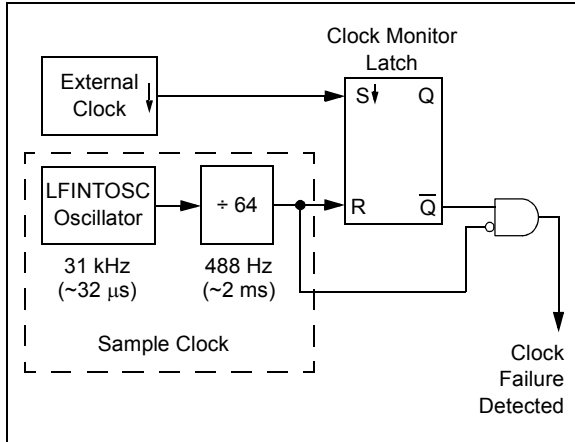 Clock Monitor
Latch
External
Clock
S
Q
LFINTOSC
Oscillator
÷ 64
R
Q̅
31 kHz
(~32 μs)
488 Hz
(~2 ms)
Sample Clock
Clock
Failure
Detected